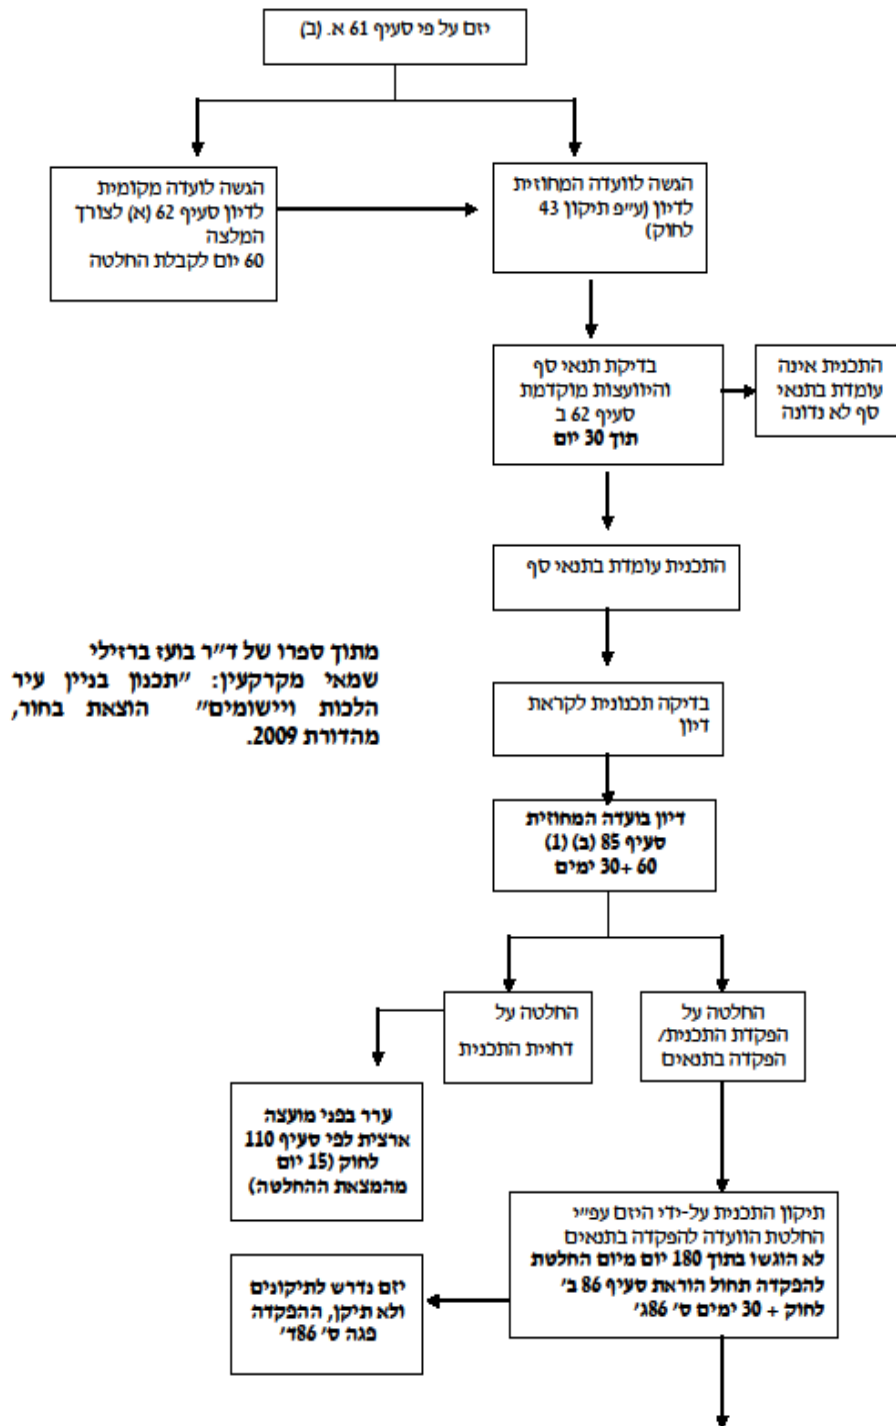 יזם על פי סעיף 61 א. (ב)
הגשה לוועדה המחוזית
לדיון (ע״פ תיקון 43
לחוק)
הגשה לועדה מקומית
לדיון סעיף 62 (א) לצורך
המלצה
60 יום לקבלת החלטה
בדיקת תנאי סף
והיוועצות מוקדמת
סעיף 62 ב
תוך 30 יום
התכנית אינה
עומדת בתנאי
סף לא נדונה
התכנית עומדת בתנאי סף
מתוך ספרו של ד״ר בועז ברזילי
שמאי מקרקעין: ״תכנון בניין עיר
הלכות ויישומים״ הוצאת בחור,
מהדורת 2009.
בדיקה תכנונית לקראת
דיון
דיון בועדה המחוזית
סעיף 85 (ב) (1)
60 +30 ימים
החלטה על
הפקדת התכנית/
הפקדה בתנאים
החלטה על
דחיית התכנית
ערר בפני מועצה
ארצית לפי סעיף 110
לחוק (15 יום
מהמצאת ההחלטה)
תיקון התכנית על-ידי היזם עפ״י
החלטת הוועדה להפקדה בתנאים
לא הוגשו בתוך 180 יום מיום החלטת
להפקדה תחול הוראת סעיף 86 ב׳
לחוק + 30 ימים ס׳ 86ג׳
יזם נדרש לתיקונים
ולא תיקן, ההפקדה
פגה ס׳ 86ד׳